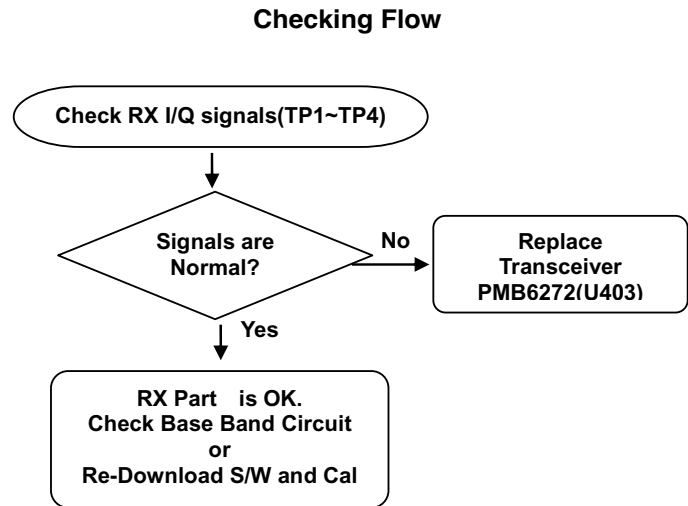 Checking Flow
Check RX I/Q signals(TP1~TP4)
Signals are
Normal?
No
Replace
Transceiver
PMB6272(U403)
Yes
RX Part is OK.
Check Base Band Circuit
or
Re-Download S/W and Cal